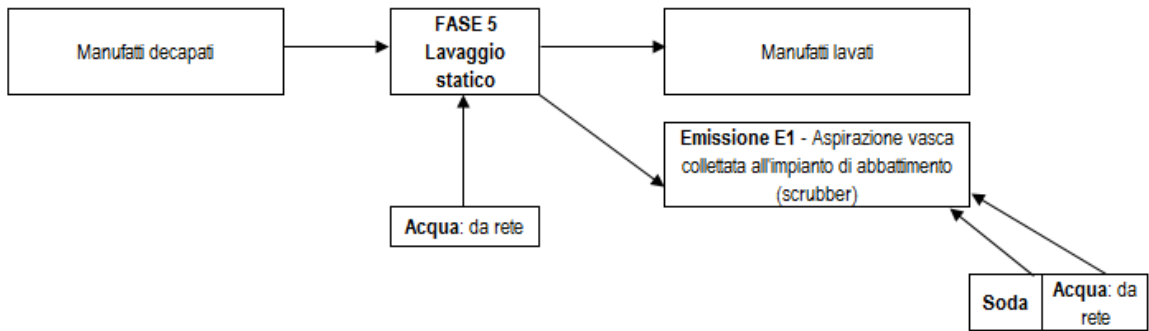 Manufatti decapati
FASE 5
Lavaggio
statico
Manufatti lavati
Emissione E1 - Aspirazione vasca
collettata all'impianto di abbattimento
(scrubber)
Acqua: da rete
Soda
Acqua: da
rete